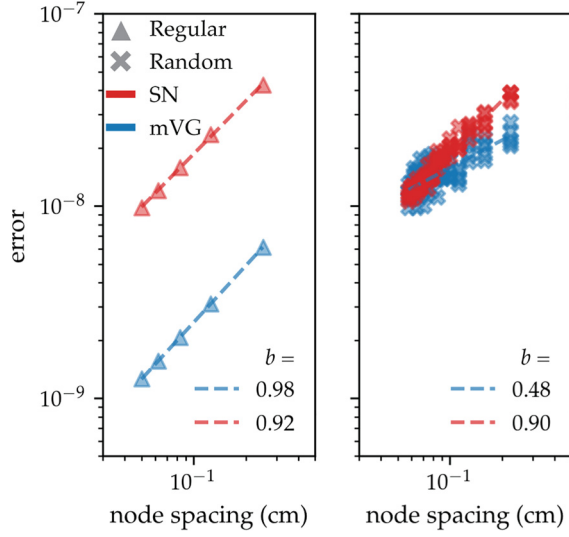 10⁻⁷
Regular
Random
SN
mVG
10⁻⁸
error
10⁻⁹
b =
0.98
0.92
10⁻¹
node spacing (cm)
b =
0.48
0.90
10⁻¹
node spacing (cm)